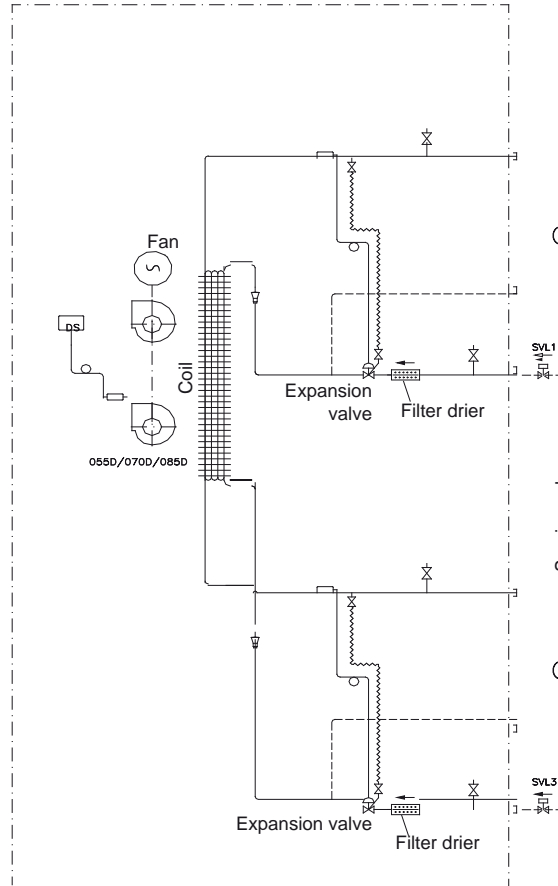 Fan
DS
Coil
055D/070D/085D
SVL1
Expansion
valve
Filter drier
SVL3
Expansion valve
Filter drier